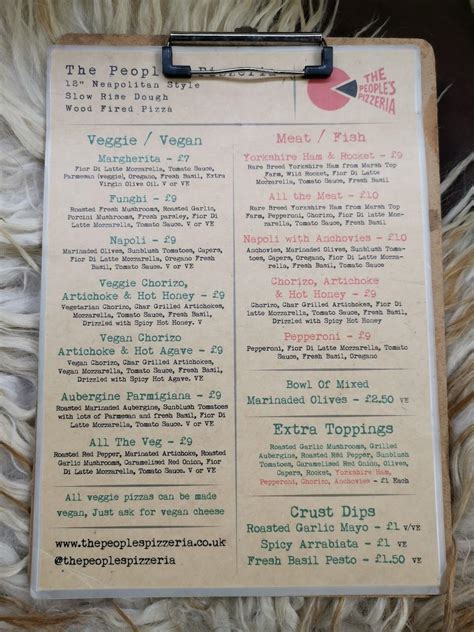 The People's Pizzeria
12" Neapolitan Style
Slow Rise Dough
Wood Fired Pizza
THE
PEOPLE'S
PIZZERIA
Veggie / Vegan
Margherita - £7
Fior Di Latte Mozzarella, Tomato Sauce,
Parmesan (veggie), Oregano, Fresh Basil, Extra
Virgin Olive Oil. V or VE
Funghi - £9
Roasted Fresh Mushrooms, Roasted Garlic,
Porcini Mushrooms, Fresh parsley, Fior Di
Latte, Mozzarella, Tomato Sauce. V or VE
Napoli - £9
Marinaded Olives, Sunblush Tomatoes, Capers,
Fior Di Latte, Mozzarella, Oregano Fresh
Basil, Tomato Sauce. V or VE
Veggie Chorizo,
Artichoke & Hot Honey - £9
Vegetarian Chorizo, Char Grilled Artichokes,
Mozzarella, Tomato Sauce, Fresh Basil,
Drizzled with Spicy Hot Honey. V
Vegan Chorizo
Artichoke & Hot Agave - £9
Vegan Chorizo, Char Grilled Artichokes,
Vegan Mozzarella, Tomato Sauce, Fresh Basil,
Drizzled with Spicy Hot Agave. VE
Aubergine Parmigiana - £9
Roasted Marinaded Aubergine, Sunblush Tomatoes
with lots of Parmesan and fresh Basil, Fior Di
Latte Mozzarella, Tomato Sauce. V or VE
All The Veg - £9
Roasted Red Pepper, Marinated Artichoke, Roasted
Garlic Mushrooms, Caramelised Red Onion, Fior Di
Latte, Mozzarella, Tomato Sauce. V or VE
All veggie pizzas can be made
vegan, Just ask for vegan cheese
www.thepeoplespizzeria.co.uk
@thepeoplespizzeria
Meat / Fish
Yorkshire Ham & Rocket - £9
Rare Breed Yorkshire Ham from Marsh Top
Farm, Wild Rocket, Fior Di Latte
Mozzarella, Tomato Sauce, Fresh Basil
All the Meat - £10
Rare Breed Yorkshire Ham from Marsh Top
Farm, Pepperoni, Chorizo, Fior Di Latte
Mozzarella, Tomato Sauce, Fresh Basil
Napoli with Anchovies - £10
Anchovies, Marinaded Olives, Sunblush Tomatoes,
Capers, Fior Di Latte, Mozzarella,
Oregano, Fresh Basil, Tomato Sauce
Chorizo, Artichoke
& Hot Honey - £9
Chorizo, Char Grilled Artichokes, Fior Di
Latte Mozzarella, Tomato Sauce, Fresh
Basil, Drizzled with Spicy Hot Honey
Pepperoni - £9
Pepperoni, Fior Di Latte Mozzarella, Tomato
Sauce, Fresh Basil, Oregano
Bowl Of Mixed
Marinaded Olives - £2.50 VE
Extra Toppings
Roasted Garlic Mushrooms, Grilled
Aubergine, Roasted Red Pepper, Sunblush
Tomatoes, Caramelised Red Onion, Olives,
Capers, Rocket, Yorkshire Ham,
Pepperoni, Chorizo, Anchovies - £1 Each
Crust Dips
Roasted Garlic Mayo - £1 V/VE
Spicy Arrabiata - £1 VE
Fresh Basil Pesto - £1.50 VE